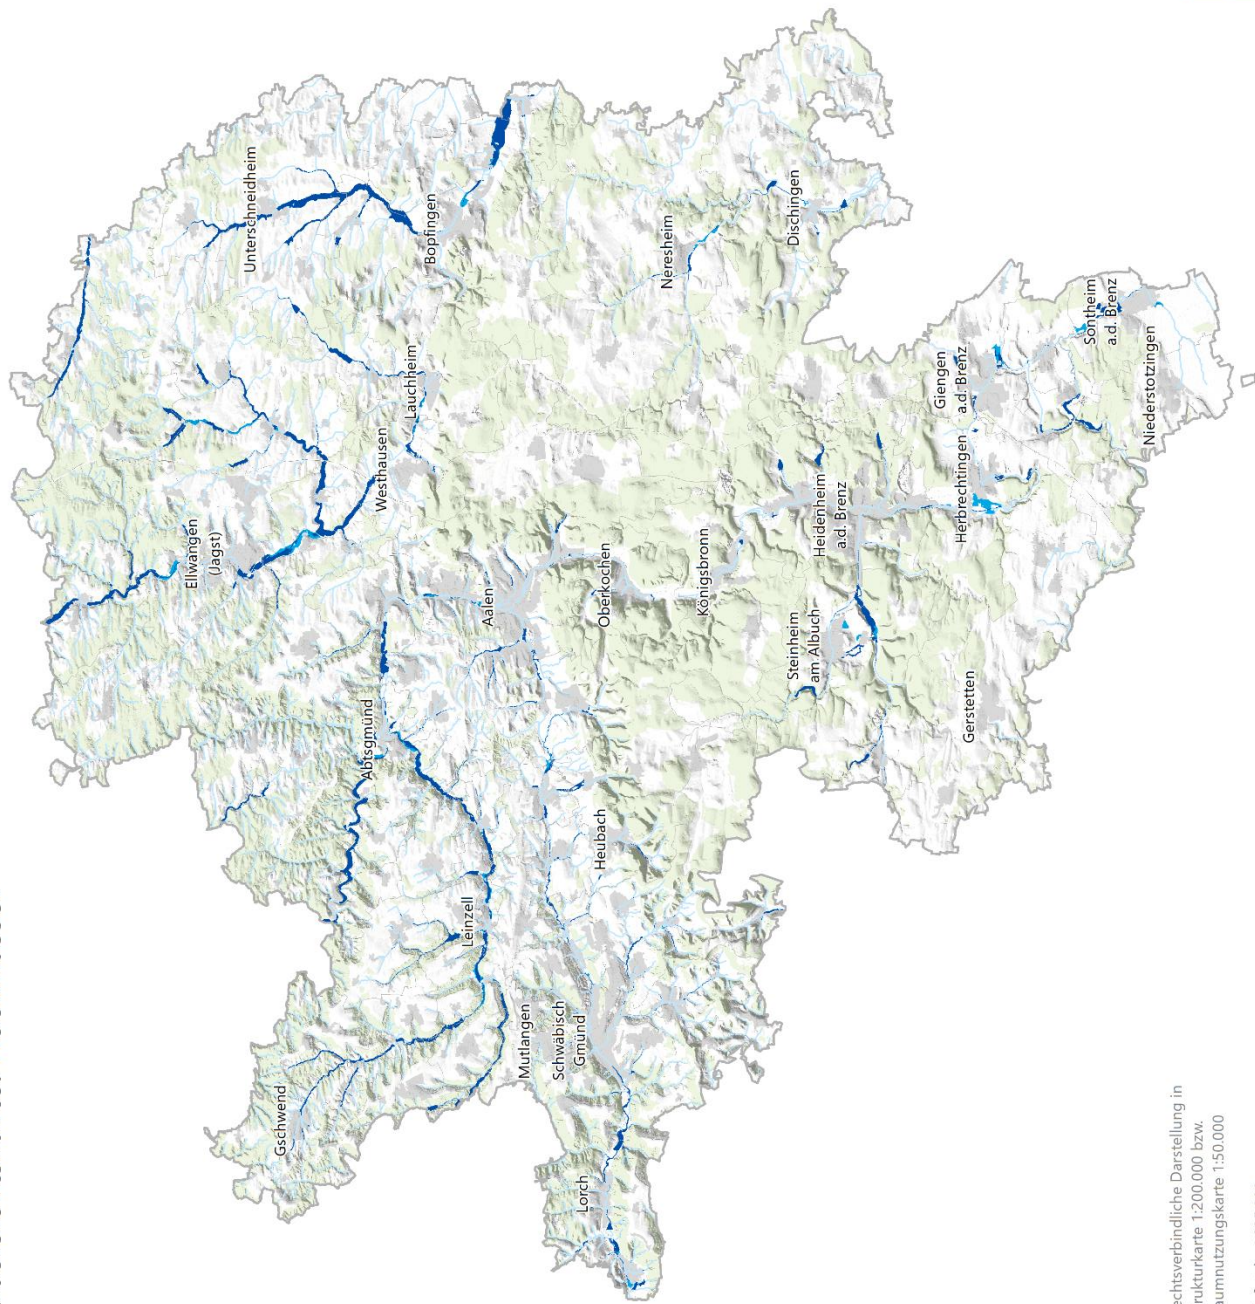 Unterschneidheim
Bopfingen
Neresheim
Dischingen
Lauchheim
Westhausen
Ellwangen
(Jagst)
Aalen
Oberkochen
Königsbronn
Heidenheim
a.d. Brenz
Giengen
a.d. Brenz
Herbrechtingen
Sontheim
a.d. Brenz
Niederstotzingen
Steinheim
am Albuch
Gerstetten
Abtsgmünd
Heubach
Leinzell
Mutlangen
Schwäbisch
Gmünd
Gschwend
Lorch
echtsverbindliche Darstellung in
rukturkarte 1:200.000 bzw.
aumnutzungskarte 1:50.000